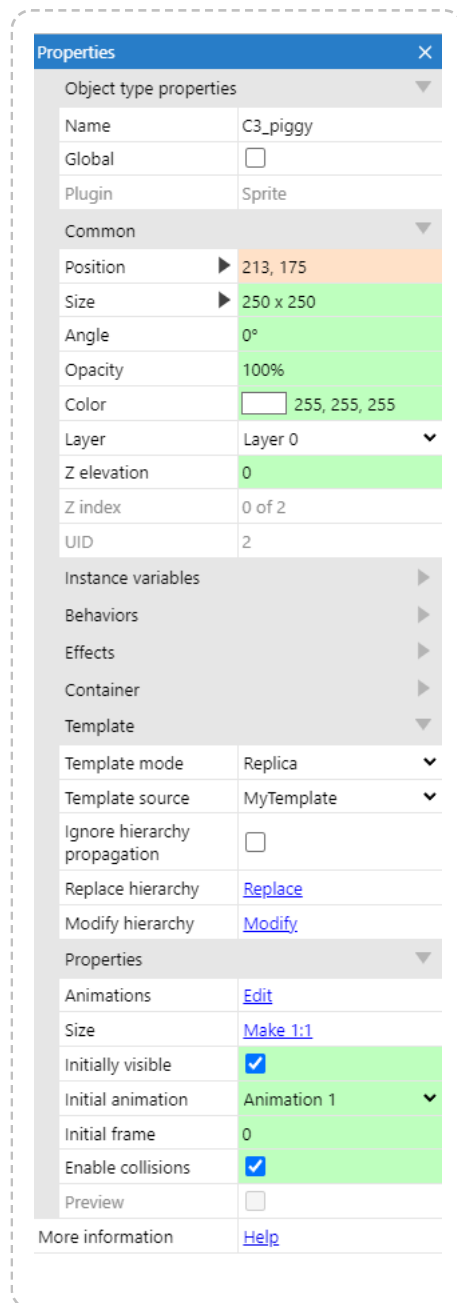 Properties
Object type properties
Name C3_piggy
Global
Plugin Sprite
Common
Position 213, 175
Size 250 x 250
Angle 0°
Opacity 100%
Color 255, 255, 255
Layer Layer 0
Z elevation 0
Z index 0 of 2
UID 2
Instance variables
Behaviors
Effects
Container
Template
Template mode Replica
Template source MyTemplate
Ignore hierarchy
propagation
Replace hierarchy Replace
Modify hierarchy Modify
Properties
Animations Edit
Size Make 1:1
Initially visible
Initial animation Animation 1
Initial frame 0
Enable collisions
Preview
More information Help